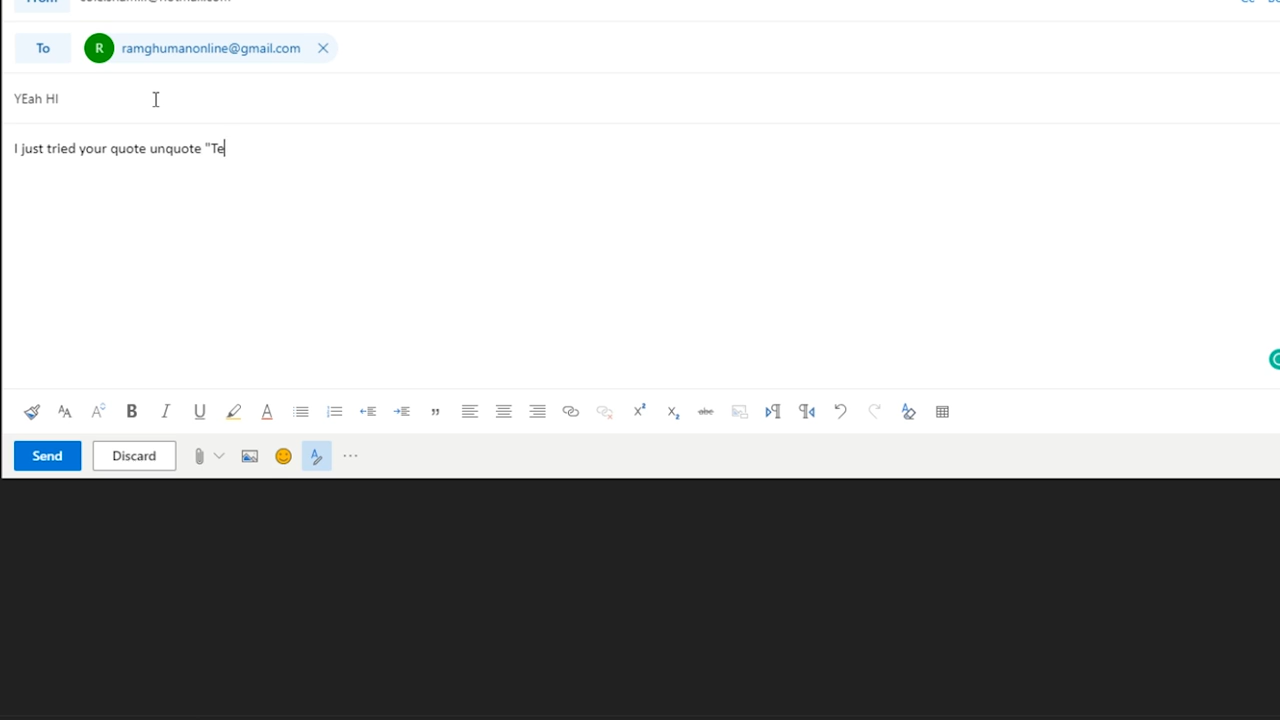 To
R ramghumanonline@gmail.com
YEah HI
I just tried your quote unquote "Te
Send
Discard